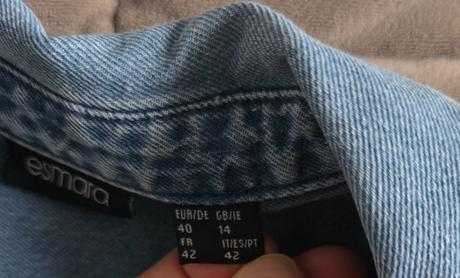 esmara
EUR/DE GB/IE
40 14
FR IT/ES/PT
42 42